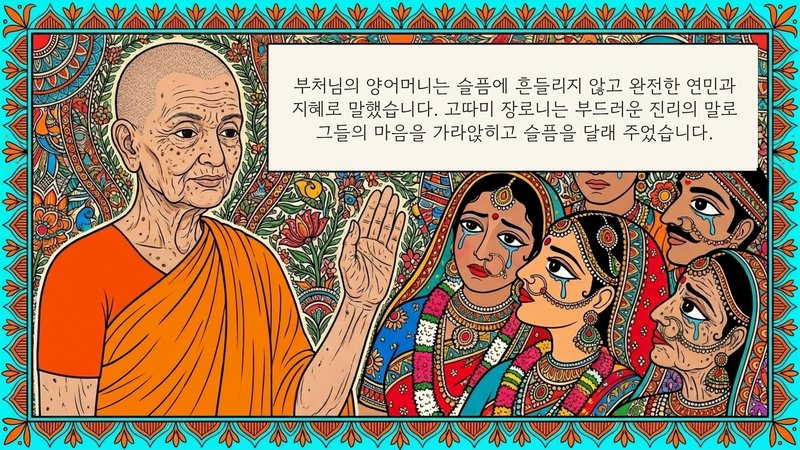 부처님의 양어머니는 슬픔에 흔들리지 않고 완전한 연민과
지혜로 말했습니다. 고따미 장로니는 부드러운 진리의 말로
그들의 마음을 가라앉히고 슬픔을 달래 주었습니다.